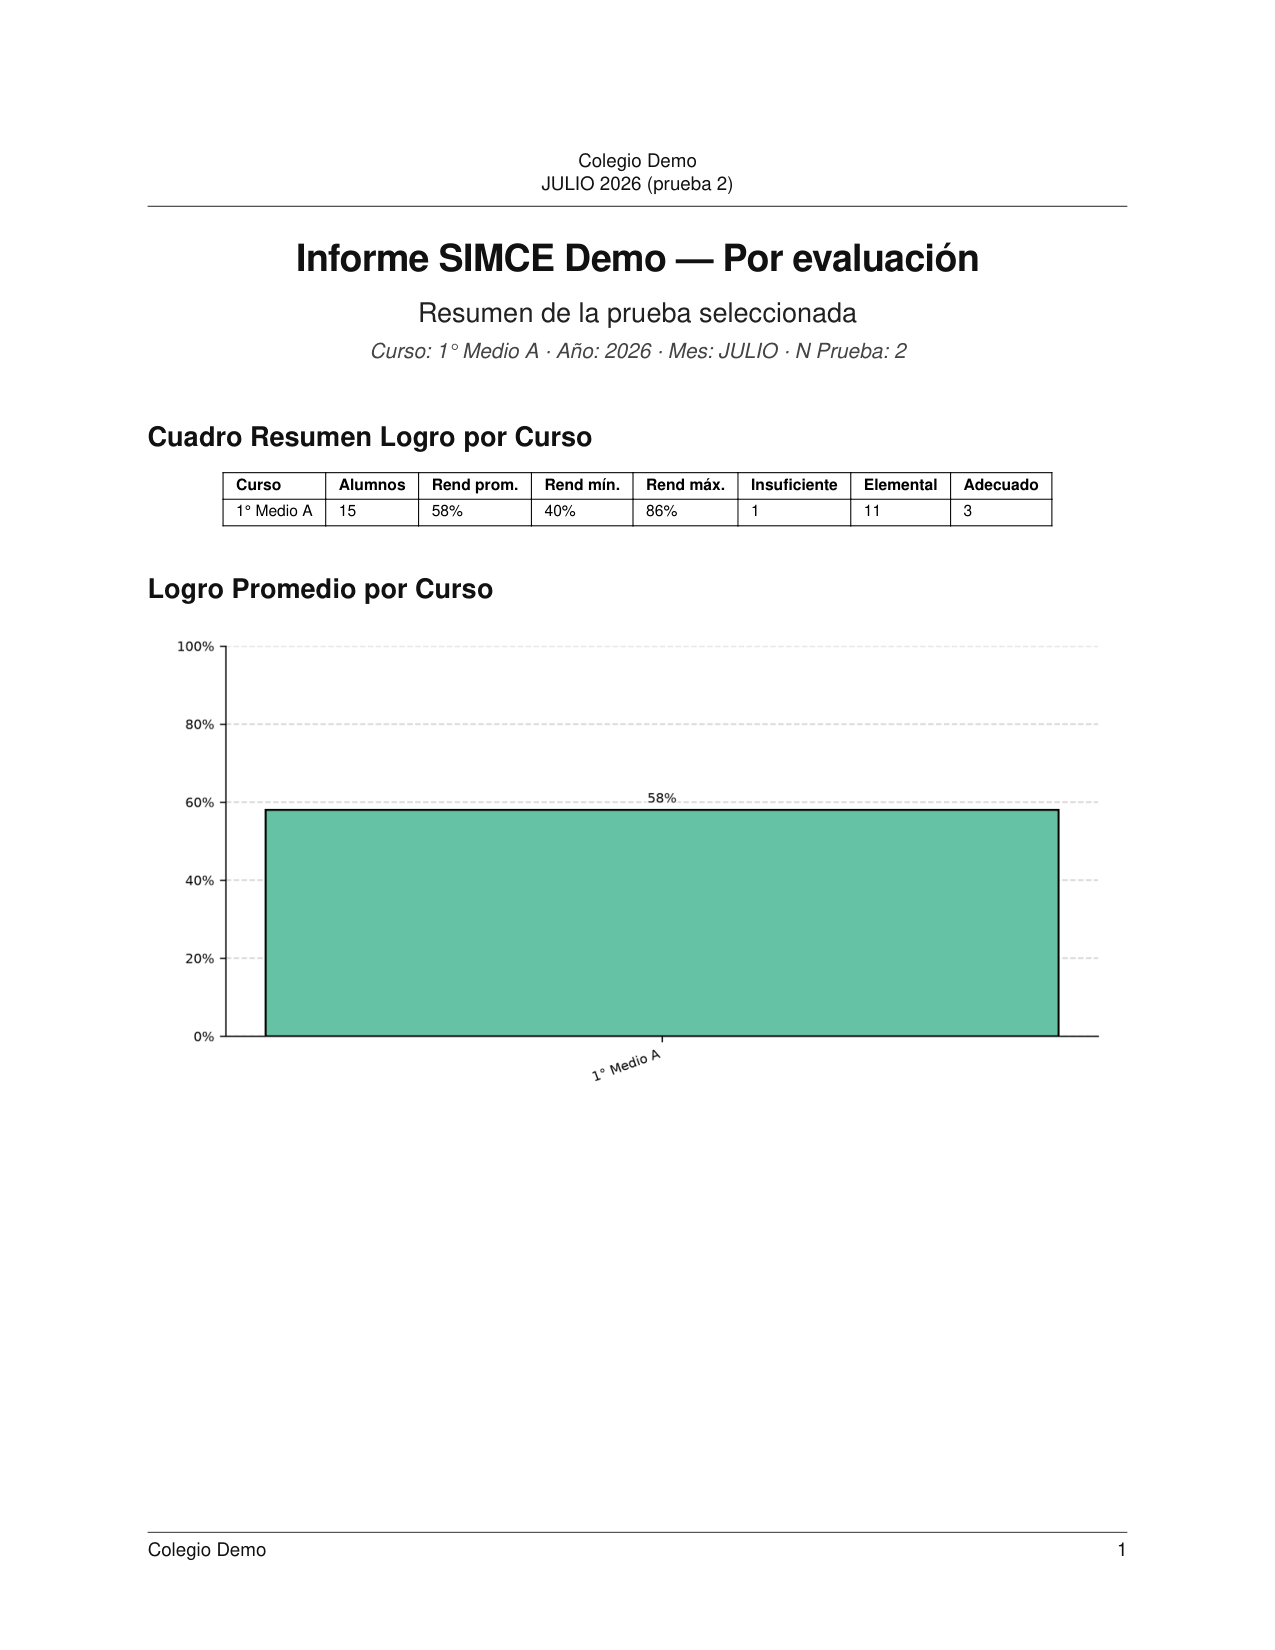 Colegio Demo
JULIO 2026 (prueba 2)
Informe SIMCE Demo — Por evaluación
Resumen de la prueba seleccionada
Curso: 1° Medio A · Año: 2026 · Mes: JULIO · N Prueba: 2
Cuadro Resumen Logro por Curso
Curso Alumnos Rend prom. Rend mín. Rend máx. Insuficiente Elemental Adecuado
1° Medio A 15 58% 40% 86% 1 11 3
Logro Promedio por Curso
100%
80%
58%
60%
40%
20%
0%
1° Medio A
Colegio Demo 1